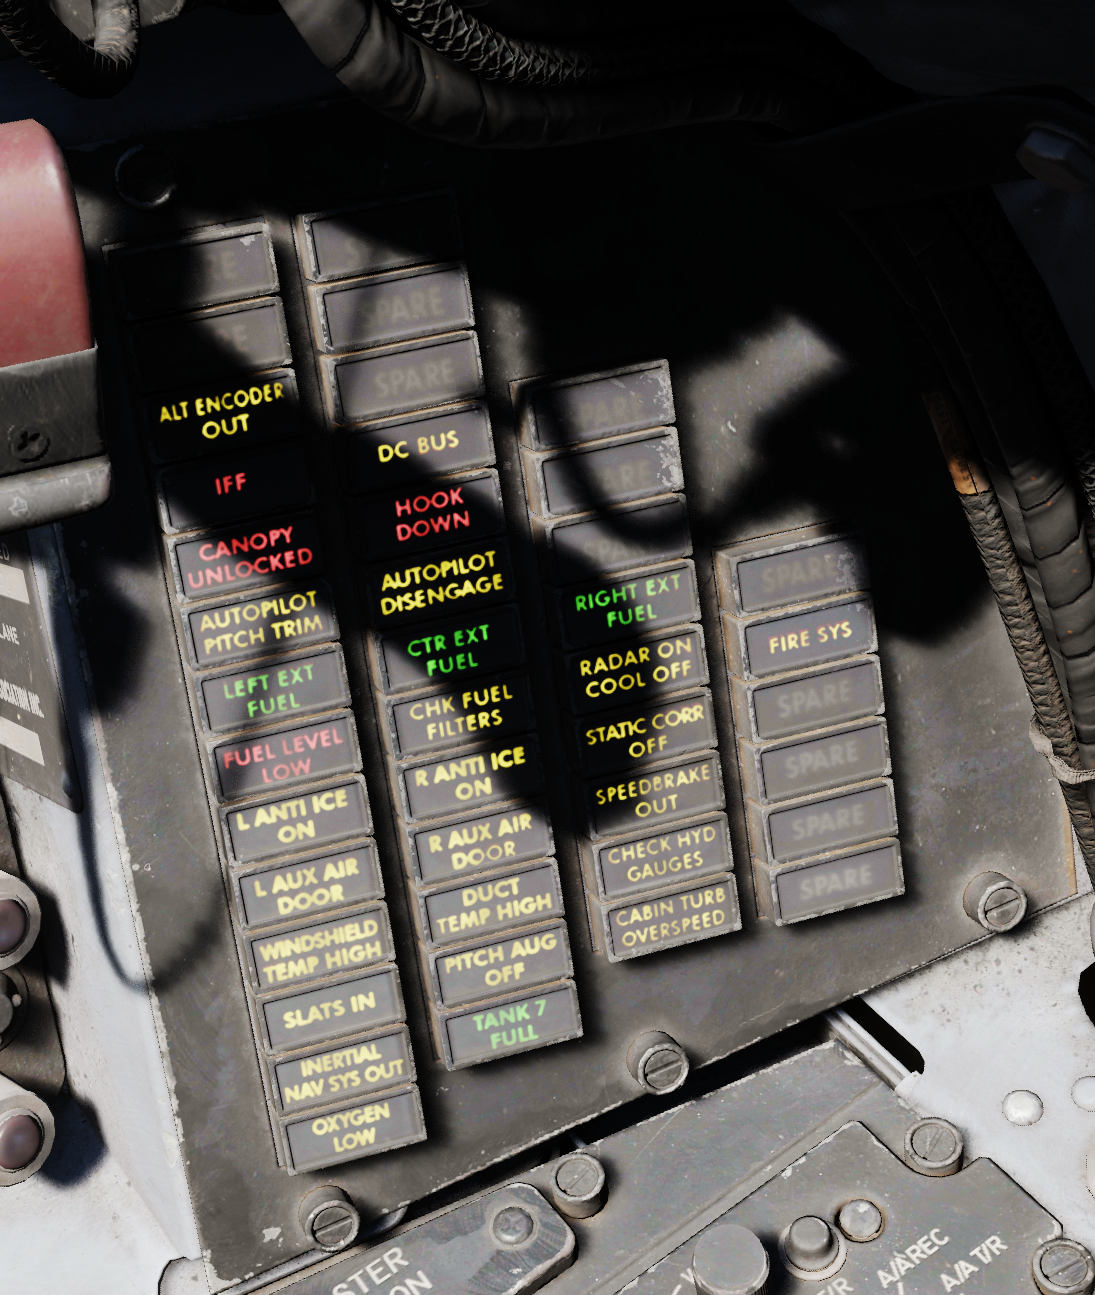 SPARE
SPARE
ALT ENCODER
OUT
IFF
CANOPY
UNLOCKED
AUTOPILOT
PITCH TRIM
LEFT EXT
FUEL
FUEL LEVEL
LOW
L ANTI ICE
ON
L AUX AIR
DOOR
WINDSHIELD
TEMP HIGH
SLATS IN
INERTIAL
NAV SYS OUT
OXYGEN
LOW
DC BUS
HOOK
DOWN
AUTOPILOT
DISENGAGE
CTR EXT
FUEL
CHK FUEL
FILTERS
R ANTI ICE
ON
R AUX AIR
DOOR
DUCT
TEMP HIGH
PITCH AUG
OFF
TANK 7
FULL
SPARE
SPARE
SPARE
RIGHT EXT
FUEL
RADAR ON
COOL OFF
STATIC CORR
OFF
SPEEDBRAKE
OUT
CHECK HYD
GAUGES
CABIN TURB
OVERSPEED
SPARE
FIRE SYS
SPARE
SPARE
SPARE
SPARE
A/AREC
A/A T/R